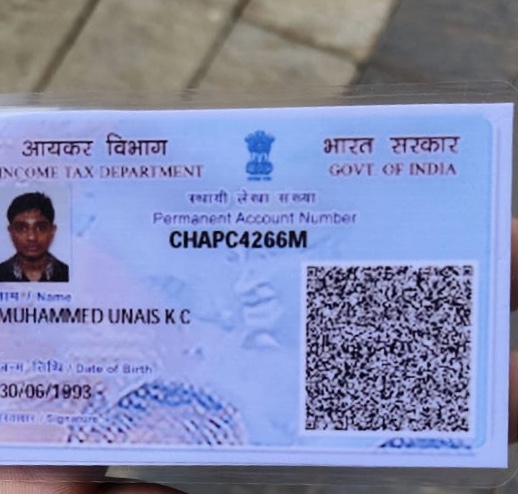 आयकर विभाग
INCOME TAX DEPARTMENT
भारत सरकार
GOVT. OF INDIA
स्थायी लेखा संख्या
Permanent Account Number
CHAPC4266M
नाम / Name
MUHAMMED UNAIS K C
जन्म तिथि / Date of Birth
30/06/1993
हस्ताक्षर / Signature